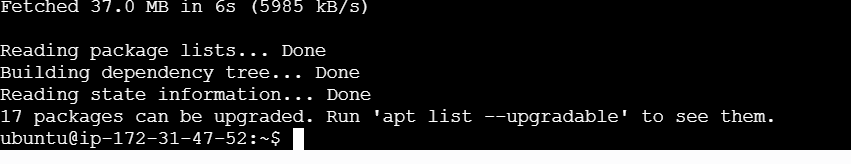 Fetched 37.0 MB in 6s (5985 kB/s)
Reading package lists... Done
Building dependency tree... Done
Reading state information... Done
17 packages can be upgraded. Run 'apt list --upgradable' to see them.
ubuntu@ip-172-31-47-52:~$